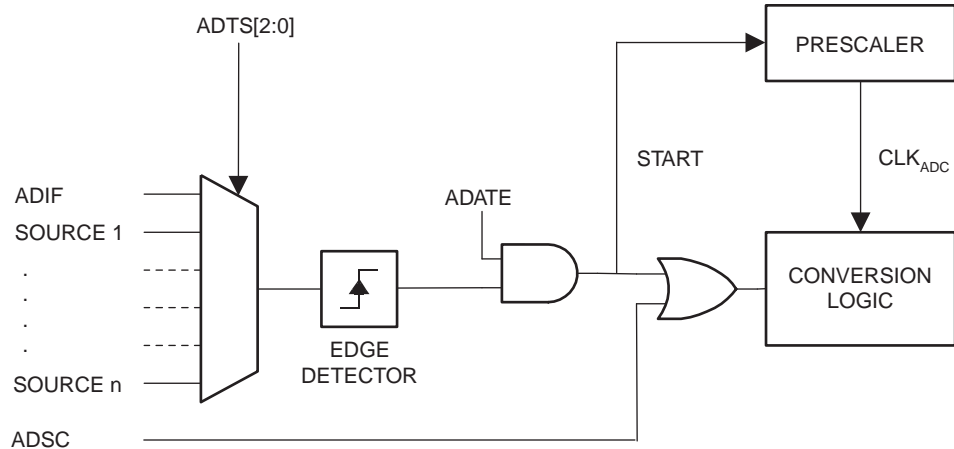 ADTS[2:0]
PRESCALER
START
CLKADC
ADIF
ADATE
SOURCE 1
.
.
.
.
CONVERSION
LOGIC
EDGE
DETECTOR
SOURCE n
ADSC